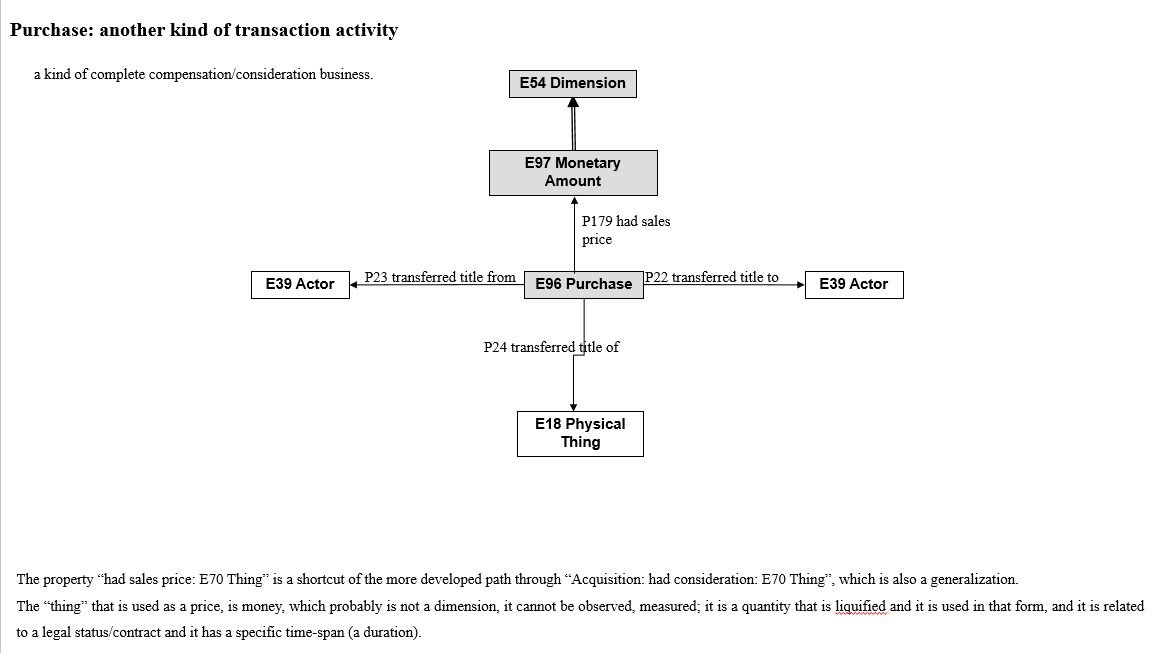 Purchase: another kind of transaction activity
a kind of complete compensation/consideration business.
E54 Dimension
E97 Monetary
Amount
P179 had sales
price
E39 Actor
P23 transferred title from
E96 Purchase
P22 transferred title to
E39 Actor
P24 transferred title of
E18 Physical
Thing
The property “had sales price: E70 Thing” is a shortcut of the more developed path through “Acquisition: had consideration: E70 Thing”, which is also a generalization.
The “thing” that is used as a price, is money, which probably is not a dimension, it cannot be observed, measured; it is a quantity that is liquified and it is used in that form, and it is related
to a legal status/contract and it has a specific time-span (a duration).